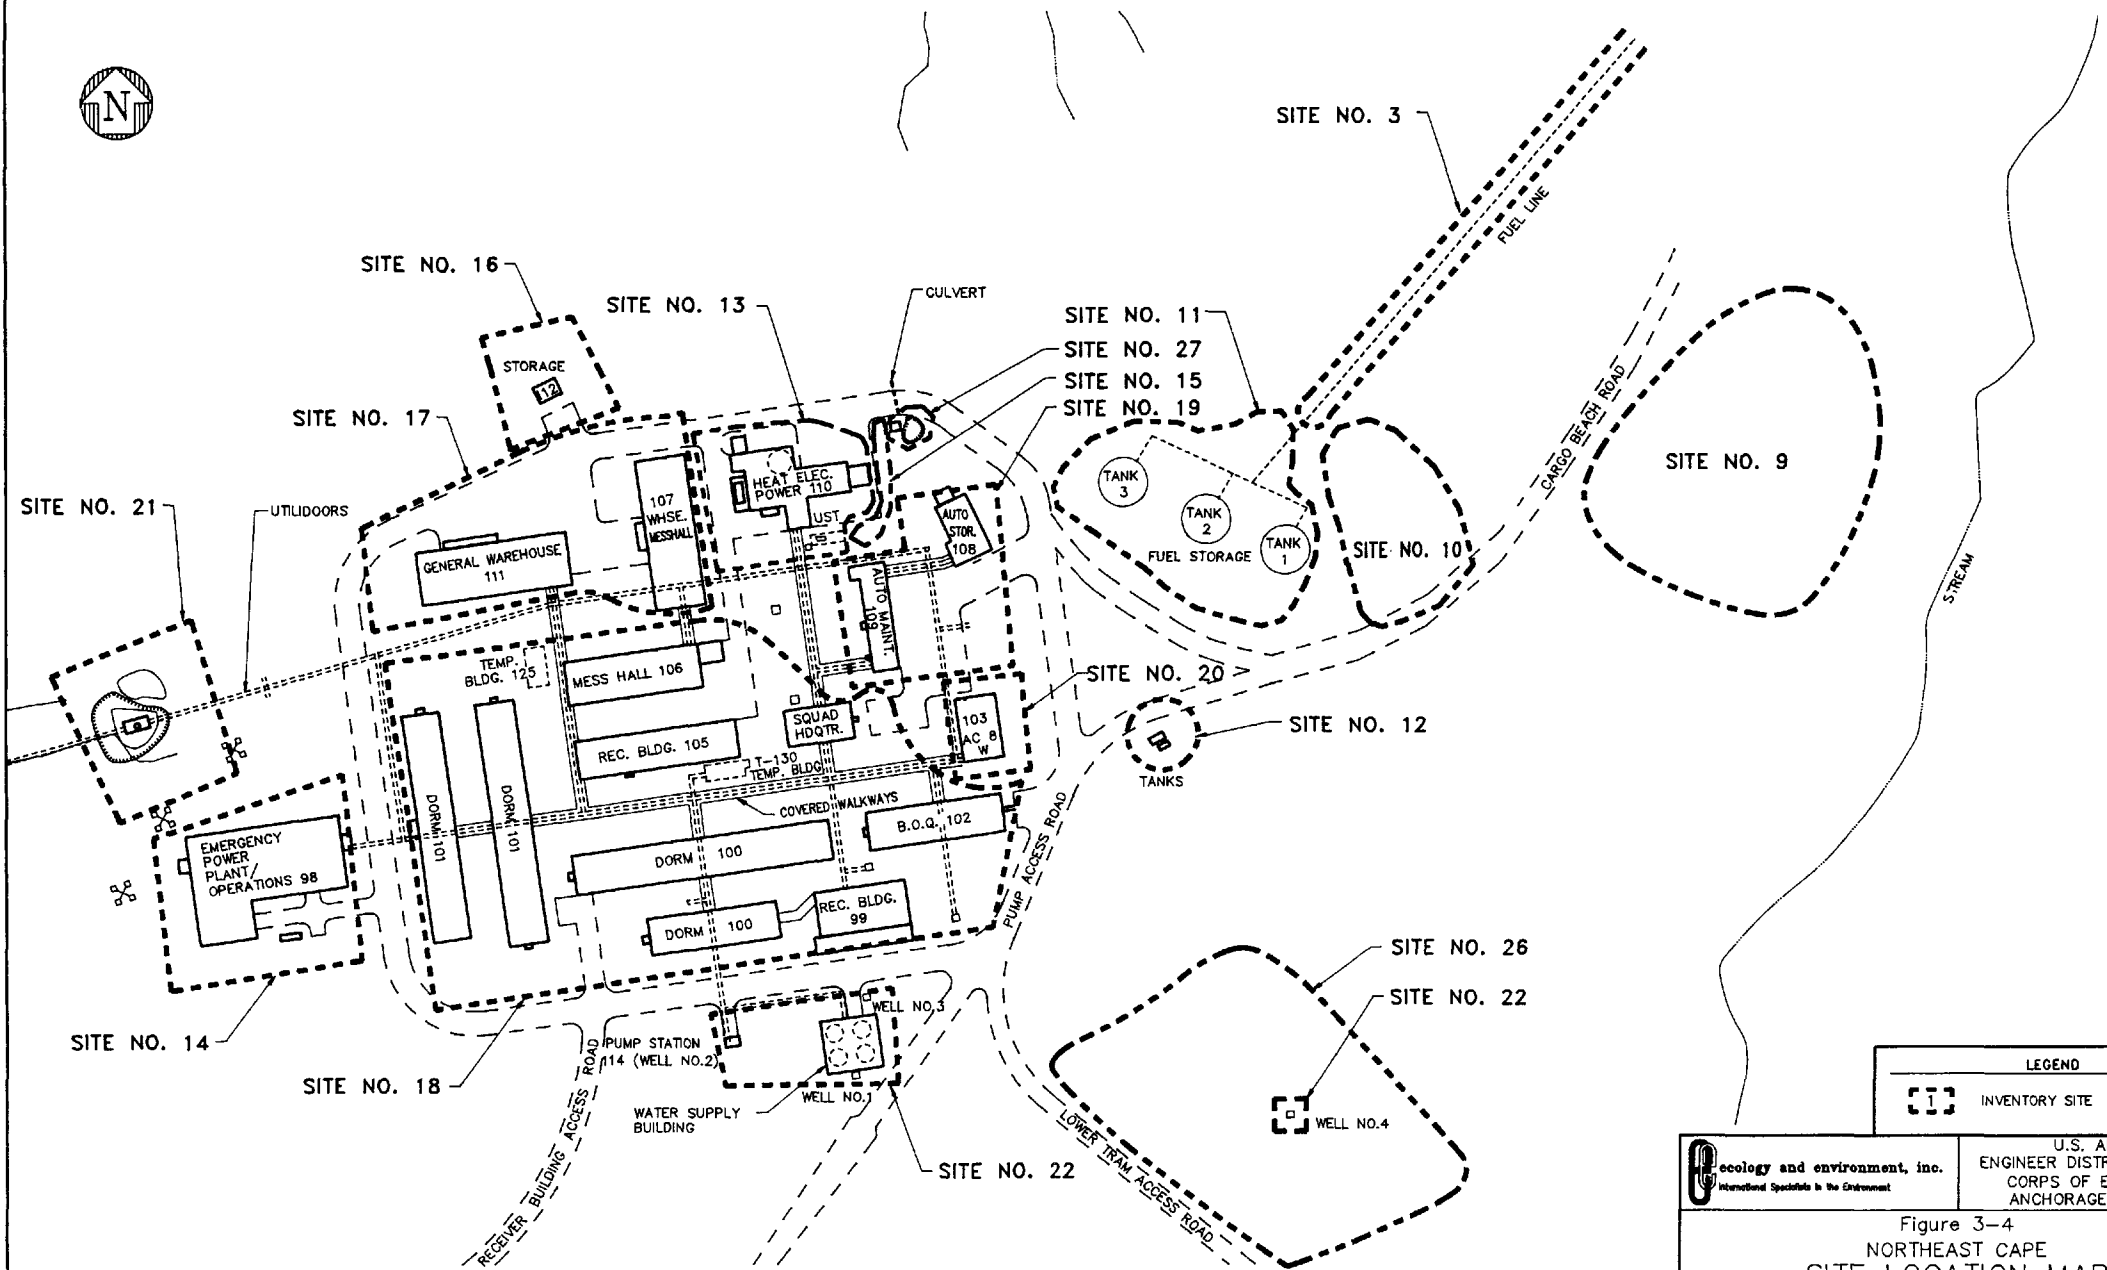 N
SITE NO. 3
FUEL LINE
SITE NO. 16
STORAGE
112
SITE NO. 13
CULVERT
SITE NO. 11
SITE NO. 27
SITE NO. 15
SITE NO. 19
SITE NO. 17
SITE NO. 21
UTILIDOORS
GENERAL WAREHOUSE
111
107
WHSE.
MESSHALL
HEAT ELEC.
POWER 110
UST
AUTO
STOR.
108
AUTO MAINT.
109
TANK
3
TANK
2
TANK
1
FUEL STORAGE
SITE NO. 10
CARGO BEACH ROAD
SITE NO. 9
STREAM
TEMP.
BLDG. 125
MESS HALL 106
REC. BLDG. 105
SQUAD
HDQTR.
T-130
TEMP. BLDG
103
AC 8
W
SITE NO. 20
SITE NO. 12
TANKS
COVERED WALKWAYS
DORM 101
DORM 101
EMERGENCY
POWER
PLANT/
OPERATIONS 98
B.O.Q. 102
DORM 100
DORM 100
REC. BLDG.
99
PUMP ACCESS ROAD
SITE NO. 26
SITE NO. 22
WELL NO.4
SITE NO. 14
SITE NO. 18
PUMP STATION
114 (WELL NO.2)
WELL NO.3
WELL NO.1
WATER SUPPLY
BUILDING
SITE NO. 22
RECEIVER BUILDING ACCESS ROAD
LOWER TRAM ACCESS ROAD
LEGEND
1 INVENTORY SITE
ecology and environment, inc.
International Specialists in the Environment
U.S. A
ENGINEER DISTR
CORPS OF E
ANCHORAGE
Figure 3-4
NORTHEAST CAPE
SITE LOCATION MAP